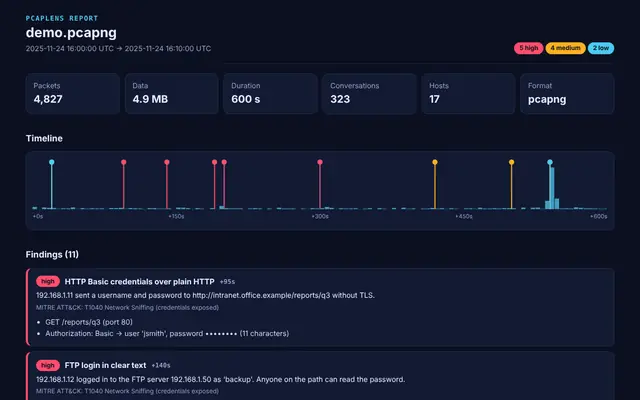 PCAPLENS REPORT
demo.pcapng
2025-11-24 16:00:00 UTC → 2025-11-24 16:10:00 UTC
5 high 4 medium 2 low
Packets
4,827
Data
4.9 MB
Duration
600 s
Conversations
323
Hosts
17
Format
pcapng
Timeline
+0s +150s +300s +450s +600s
Findings (11)
high HTTP Basic credentials over plain HTTP +95s
192.168.1.11 sent a username and password to http://intranet.office.example/reports/q3 without TLS.
MITRE ATT&CK: T1040 Network Sniffing (credentials exposed)
• GET /reports/q3 (port 80)
• Authorization: Basic → user 'jsmith', password •••••••• (11 characters)
high FTP login in clear text +140s
192.168.1.12 logged in to the FTP server 192.168.1.50 as 'backup'. Anyone on the path can read the password.
MITRE ATT&CK: T1040 Network Sniffing (credentials exposed)